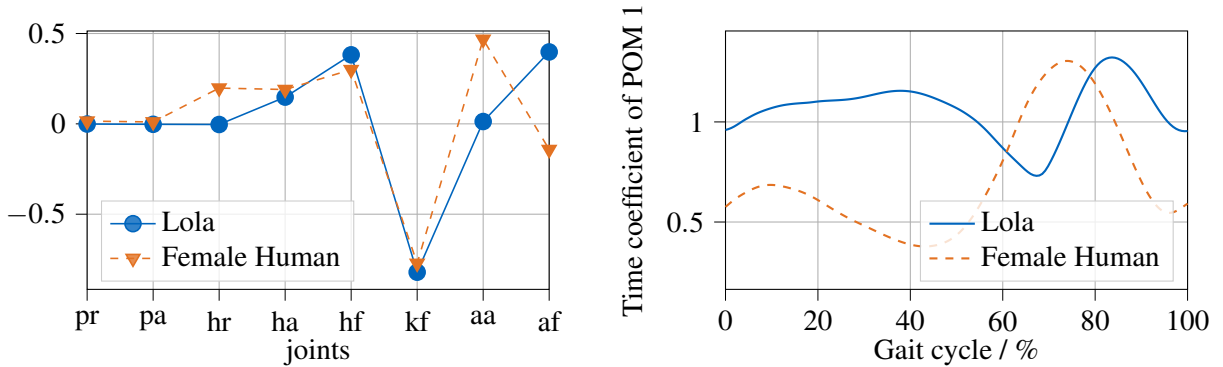 0.5
0
−0.5
Lola
Female Human
pr pa hr ha hf kf aa af
joints
Time coefficient of POM 1
1
0.5
Lola
Female Human
0 20 40 60 80 100
Gait cycle / %